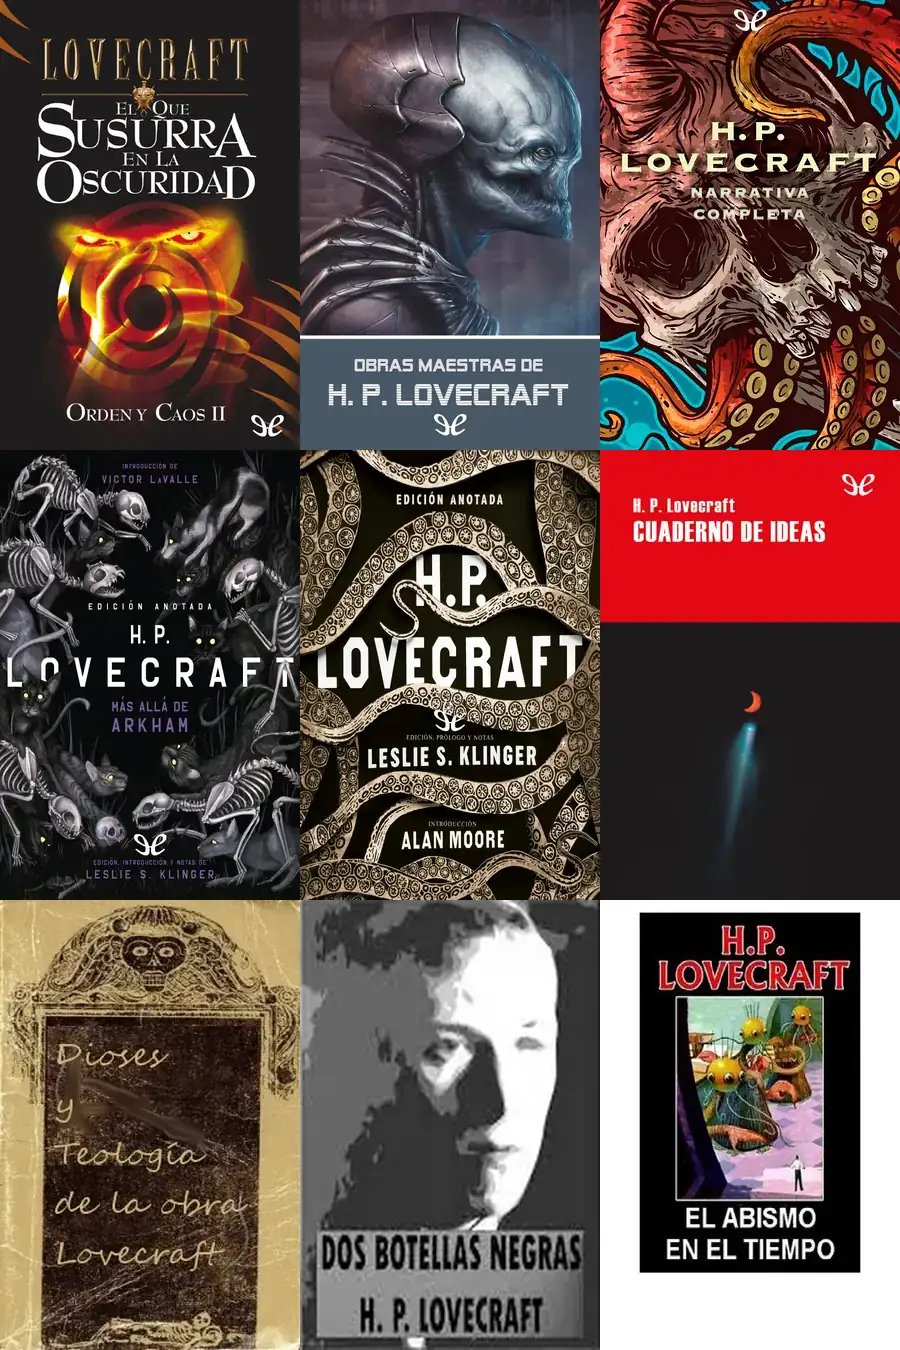 LOVECRAFT
EL QUE
SUSURRA
EN LA
OSCURIDAD
ORDEN Y CAOS II
OBRAS MAESTRAS DE
H. P. LOVECRAFT
H. P.
LOVECRAFT
NARRATIVA
COMPLETA
INTRODUCCIÓN DE
VICTOR LAVALLE
EDICIÓN ANOTADA
H. P.
LOVECRAFT
MÁS ALLÁ DE
ARKHAM
EDICIÓN, INTRODUCCIÓN Y NOTAS DE
LESLIE S. KLINGER
EDICIÓN ANOTADA
H.P.
LOVECRAFT
EDICIÓN, PRÓLOGO Y NOTAS
LESLIE S. KLINGER
INTRODUCCIÓN
ALAN MOORE
H. P. Lovecraft
CUADERNO DE IDEAS
Dioses
y
Teología
de la obra
Lovecraft
DOS BOTELLAS NEGRAS
H. P. LOVECRAFT
H.P.
LOVECRAFT
EL ABISMO
EN EL TIEMPO